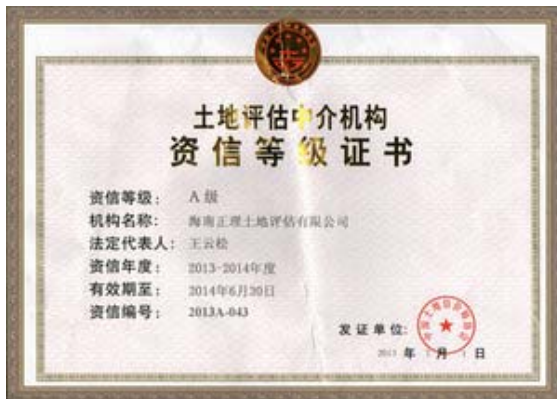 土地评估中介机构
资信等级证书
资信等级： A 级
机构名称： 海南正理土地评估有限公司
法定代表人： 王云松
资信年度： 2013-2014年度
有效期至： 2014年6月30日
资信编号： 2013A-043
发证单位:
2013 年 月 日